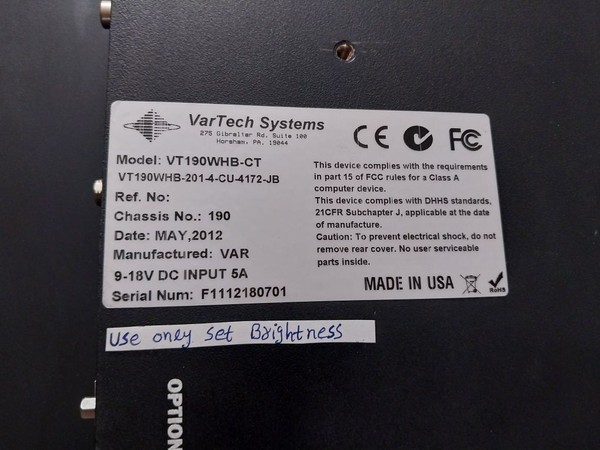 VarTech Systems
275 Gibraltar Rd. Suite 100
Horsham, PA. 19044
CE
FC
Model: VT190WHB-CT
VT190WHB-201-4-CU-4172-JB
Ref. No:
Chassis No.: 190
Date: MAY,2012
Manufactured: VAR
9-18V DC INPUT 5A
Serial Num: F1112180701
This device complies with the requirements
in part 15 of FCC rules for a Class A
computer device.
This device complies with DHHS standards,
21CFR Subchapter J, applicable at the date
of manufacture.
Caution: To prevent electrical shock, do not
remove rear cover. No user serviceable
parts inside.
MADE IN USA
RoHS
Use only set Brightness
OPTION